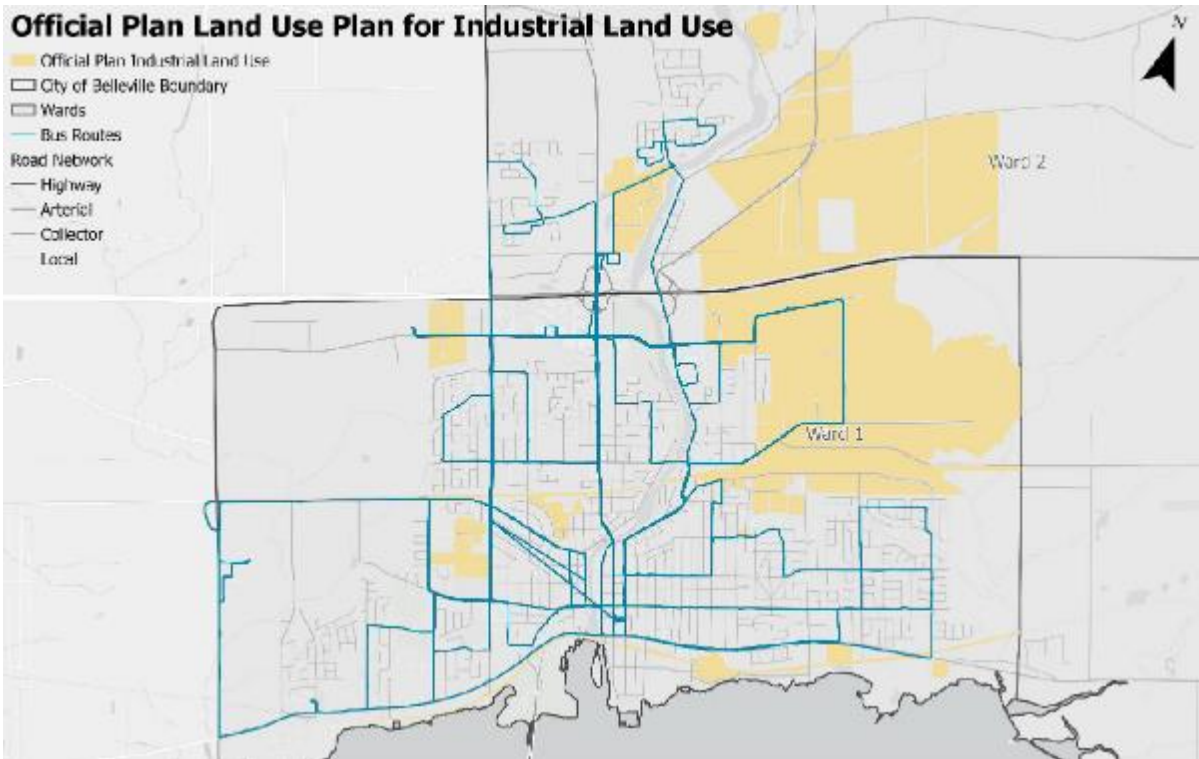 Official Plan Land Use Plan for Industrial Land Use
Official Plan Industrial Land Use
City of Belleville Boundary
Wards
Bus Routes
Road Network
Highway
Arterial
Collector
Local
N
Ward 2
Ward 1